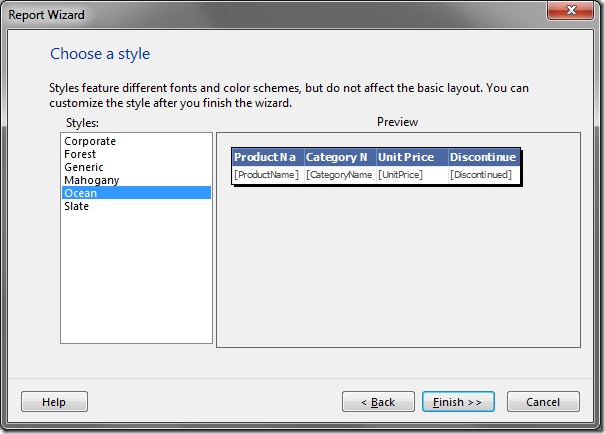 Report Wizard
Choose a style
Styles feature different fonts and color schemes, but do not affect the basic layout. You can
customize the style after you finish the wizard.
Styles:
Preview
Corporate
Forest
Generic
Mahogany
Ocean
Slate
Product Na Category N Unit Price Discontinue
[ProductName] [CategoryName [UnitPrice] [Discontinued]
Help
< Back
Finish >>
Cancel